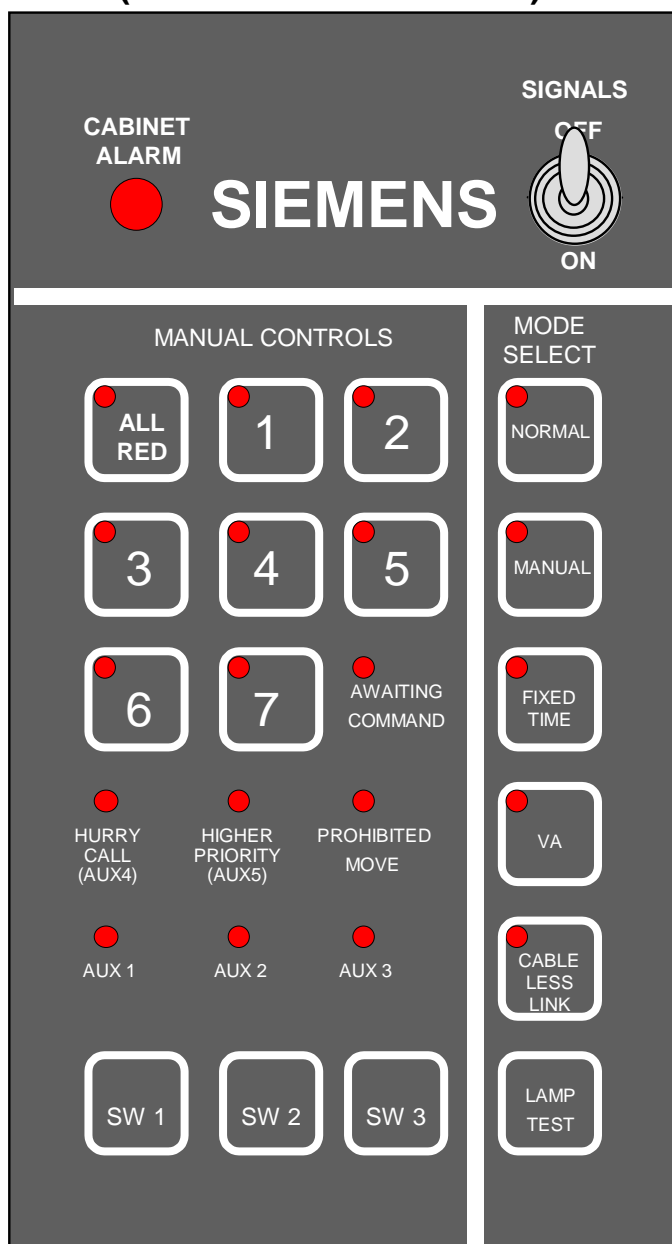 SIGNALS
OFF
CABINET
ALARM
SIEMENS
ON
MANUAL CONTROLS
MODE
SELECT
ALL
RED
1
2
NORMAL
3
4
5
MANUAL
6
7
AWAITING
COMMAND
FIXED
TIME
HURRY
CALL
(AUX4)
HIGHER
PRIORITY
(AUX5)
PROHIBITED
MOVE
VA
AUX 1
AUX 2
AUX 3
CABLE
LESS
LINK
SW 1
SW 2
SW 3
LAMP
TEST